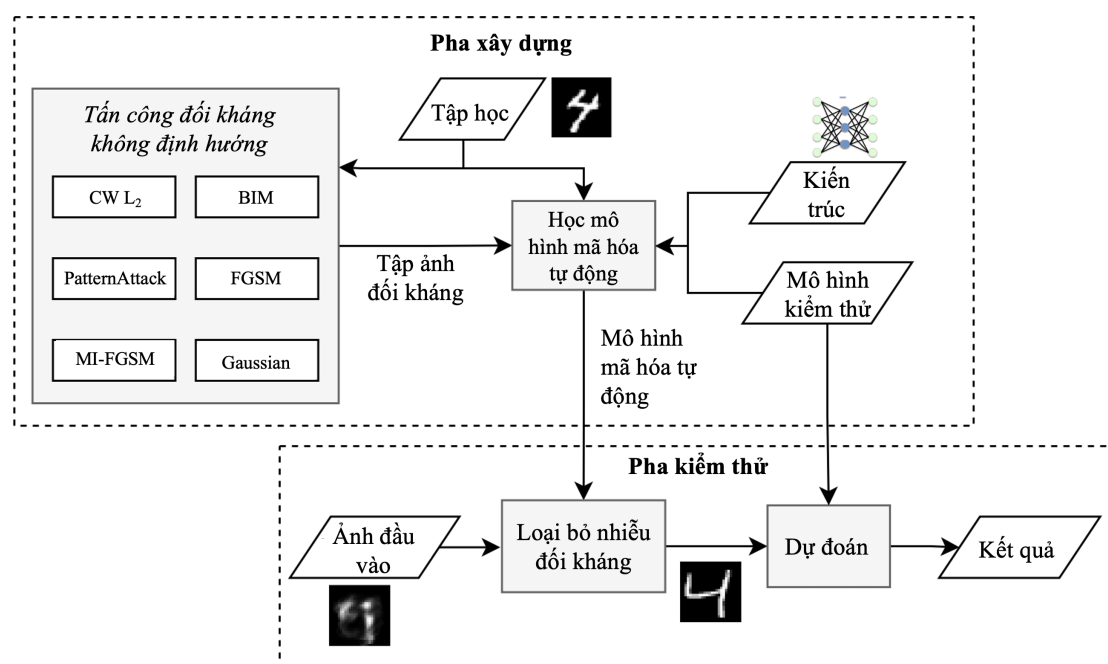 Pha xây dựng
Tấn công đối kháng
không định hướng
CW L₂
BIM
PatternAttack
FGSM
MI-FGSM
Gaussian
Tập học
Kiến
trúc
Học mô
hình mã hóa
tự động
Tập ảnh
đối kháng
Mô hình
kiểm thử
Mô hình
mã hóa tự
động
Pha kiểm thử
Ảnh đầu
vào
Loại bỏ nhiễu
đối kháng
Dự đoán
Kết quả